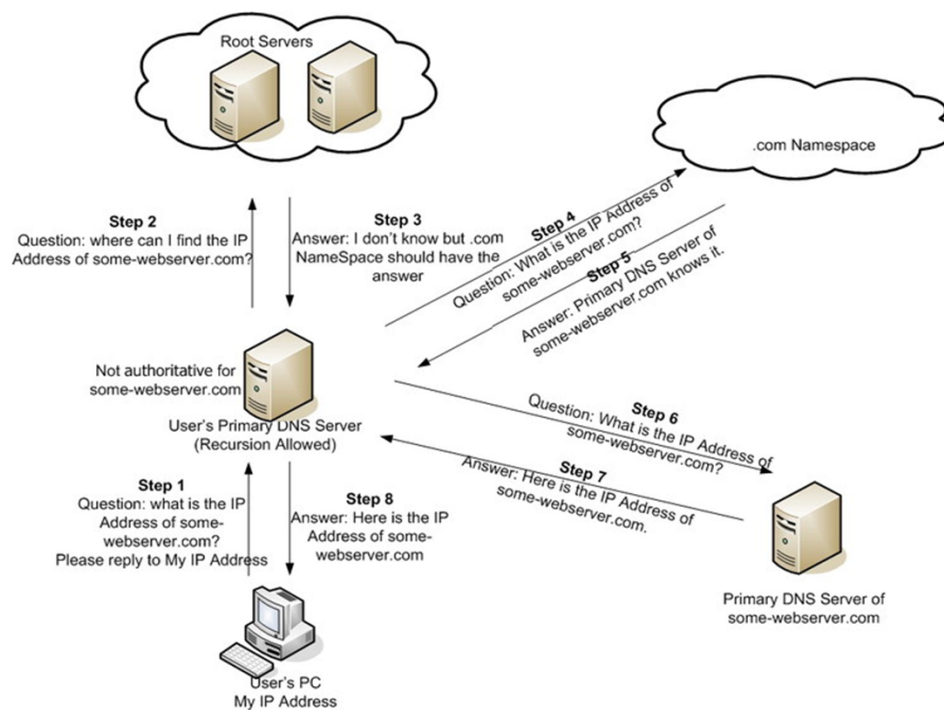 Root Servers
.com Namespace
Step 2
Question: where can I find the IP
Address of some-webserver.com?
Step 3
Answer: I don't know but .com
NameSpace should have the
answer
Step 4
Question: What is the IP Address of
some-webserver.com?
Step 5
Answer: Primary DNS Server of
some-webserver.com knows it.
Not authoritative for
some-webserver.com
User's Primary DNS Server
(Recursion Allowed)
Step 6
Question: What is the IP Address of
some-webserver.com?
Step 7
Answer: Here is the IP Address of
some-webserver.com.
Step 1
Question: what is the IP
Address of some-
webserver.com?
Please reply to My IP Address
Step 8
Answer: Here is the IP
Address of some-
webserver.com
Primary DNS Server of
some-webserver.com
User's PC
My IP Address